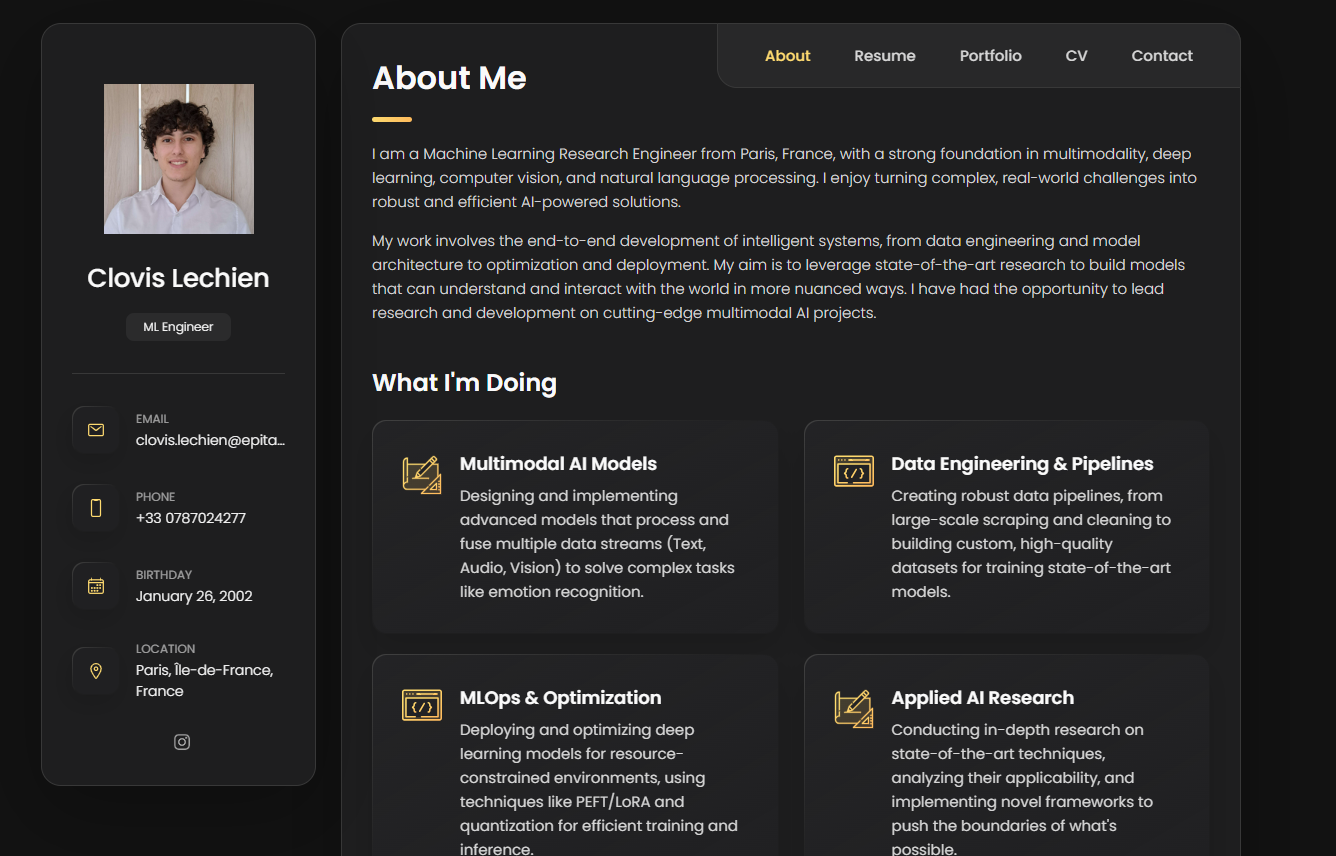 Clovis Lechien
ML Engineer
EMAIL
clovis.lechien@epita...
PHONE
+33 0787024277
BIRTHDAY
January 26, 2002
LOCATION
Paris, Île-de-France,
France
About
Resume
Portfolio
CV
Contact
About Me
I am a Machine Learning Research Engineer from Paris, France, with a strong foundation in multimodality, deep
learning, computer vision, and natural language processing. I enjoy turning complex, real-world challenges into
robust and efficient AI-powered solutions.
My work involves the end-to-end development of intelligent systems, from data engineering and model
architecture to optimization and deployment. My aim is to leverage state-of-the-art research to build models
that can understand and interact with the world in more nuanced ways. I have had the opportunity to lead
research and development on cutting-edge multimodal AI projects.
What I'm Doing
Multimodal AI Models
Designing and implementing
advanced models that process and
fuse multiple data streams (Text,
Audio, Vision) to solve complex tasks
like emotion recognition.
Data Engineering & Pipelines
Creating robust data pipelines, from
large-scale scraping and cleaning to
building custom, high-quality
datasets for training state-of-the-art
models.
MLOps & Optimization
Deploying and optimizing deep
learning models for resource-
constrained environments, using
techniques like PEFT/LoRA and
quantization for efficient training and
inference.
Applied AI Research
Conducting in-depth research on
state-of-the-art techniques,
analyzing their applicability, and
implementing novel frameworks to
push the boundaries of what's
possible.